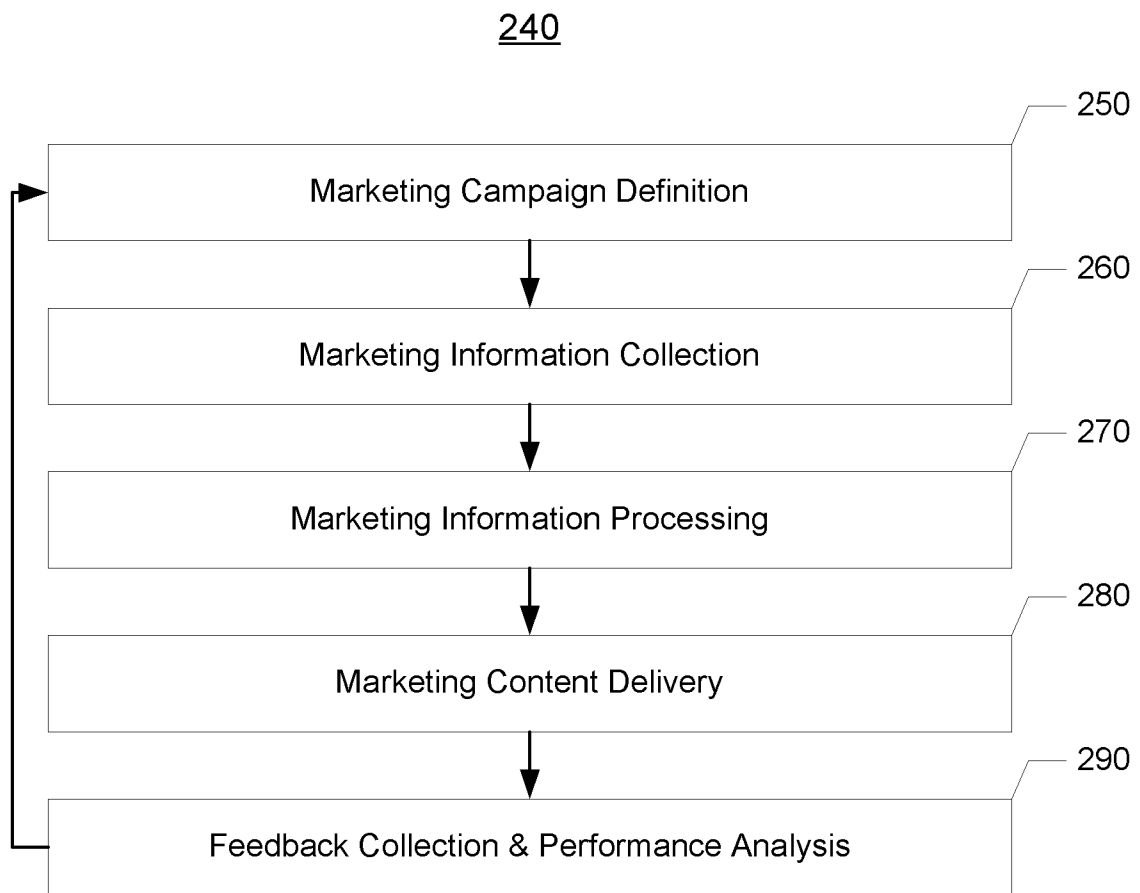 240
250
Marketing Campaign Definition
260
Marketing Information Collection
270
Marketing Information Processing
280
Marketing Content Delivery
290
Feedback Collection & Performance Analysis